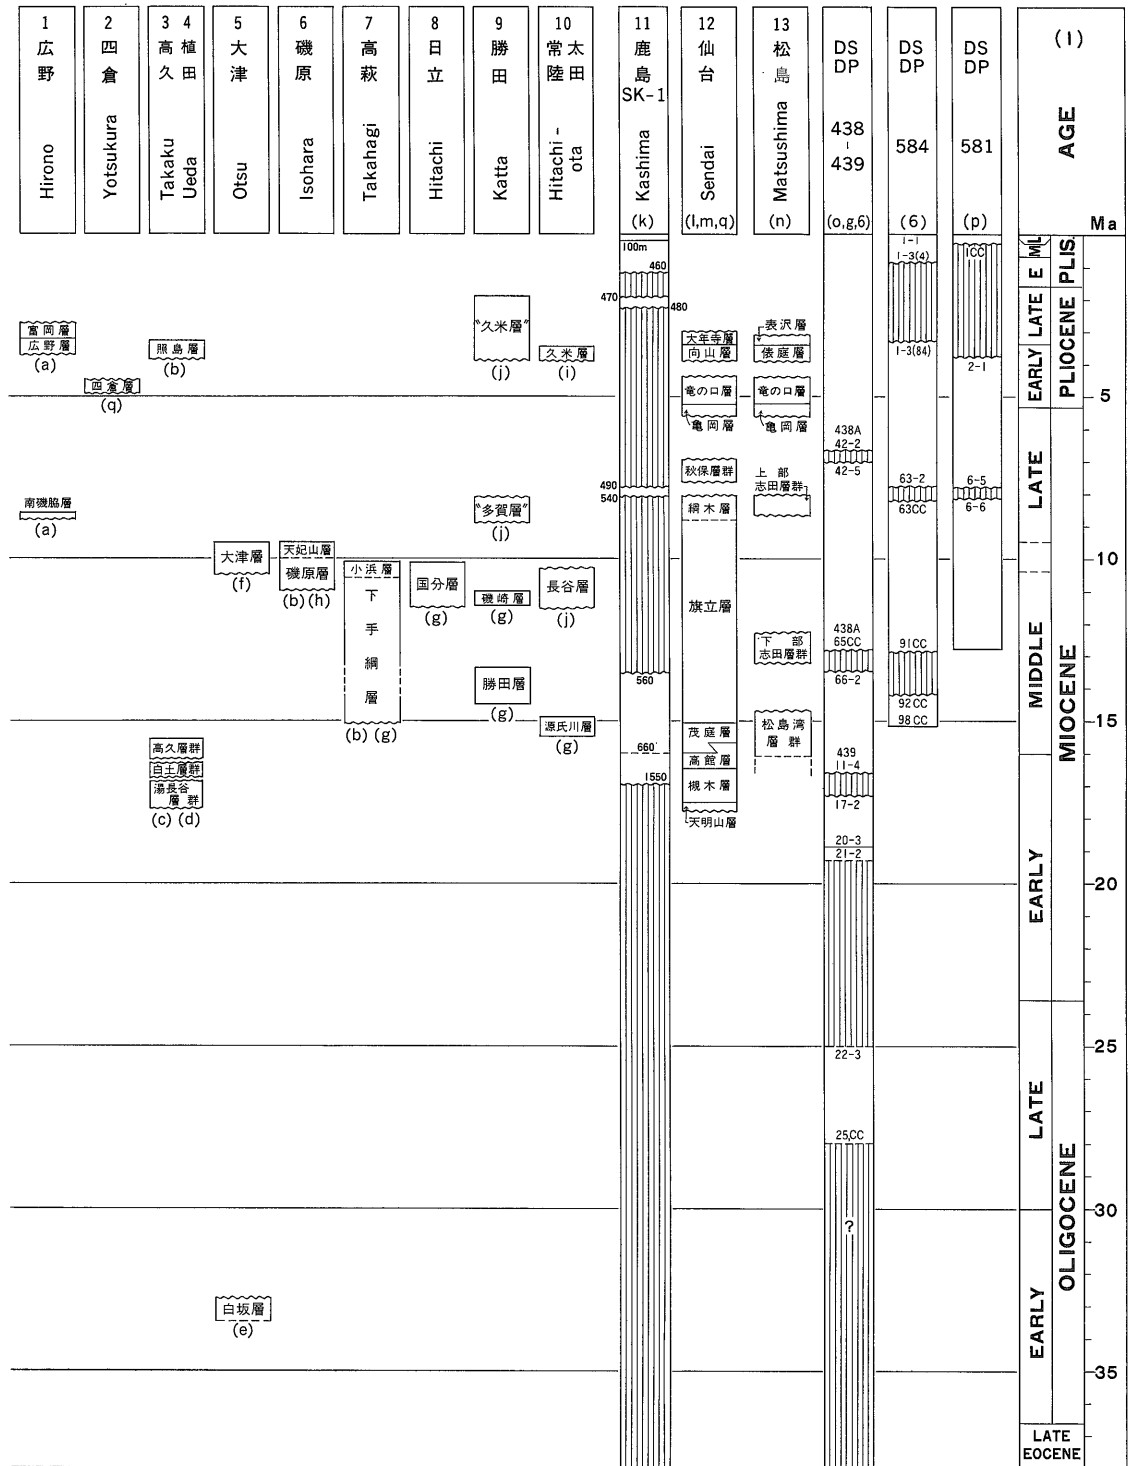 1
広野
Hirono
2
四倉
Yotsukura
3 4
高久 植田
Takaku
Ueda
5
大津
Otsu
6
磯原
Isohara
7
高萩
Takahagi
8
日立
Hitachi
9
勝田
Katta
10
常陸太田
Hitachi-
ota
11
鹿島
SK-1
Kashima
(k)
12
仙台
Sendai
(l,m,q)
13
松島
Matsushima
(n)
DS
DP
438
-
439
(o,g,6)
DS
DP
584
(6)
DS
DP
581
(p)
(1)
AGE
Ma
富岡層
広野層
(a)
南磯脇層
(a)
四倉層
(q)
照島層
(b)
高久層群
白土層群
湯長谷
層群
(c) (d)
大津層
(f)
白坂層
(e)
天妃山層
磯原層
(b) (h)
小浜層
下手綱層
(b) (g)
国分層
(g)
"久米層"
(j)
"多賀層"
(j)
磯崎層
(g)
勝田層
(g)
久米層
(i)
長谷層
(j)
源氏川層
(g)
100m
460
470
480
490
540
560
660
1550
大年寺層
向山層
竜の口層
亀岡層
秋保層群
綱木層
旗立層
茂庭層
高館層
槻木層
天明山層
表沢層
俵庭層
竜の口層
亀岡層
上部
志田層群
下部
志田層群
松島湾
層群
438A
42-2
42-5
438A
65CC
66-2
439
11-4
17-2
20-3
21-2
22-3
25,CC
?
1-1
1-3(4)
1-3(84)
63-2
63CC
91CC
92CC
98CC
1CC
2-1
6-5
6-6
L
M
E
PLIS.
LATE
EARLY
PLIOCENE
LATE
MIDDLE
EARLY
MIOCENE
LATE
EARLY
OLIGOCENE
LATE
EOCENE
5
10
15
20
25
30
35